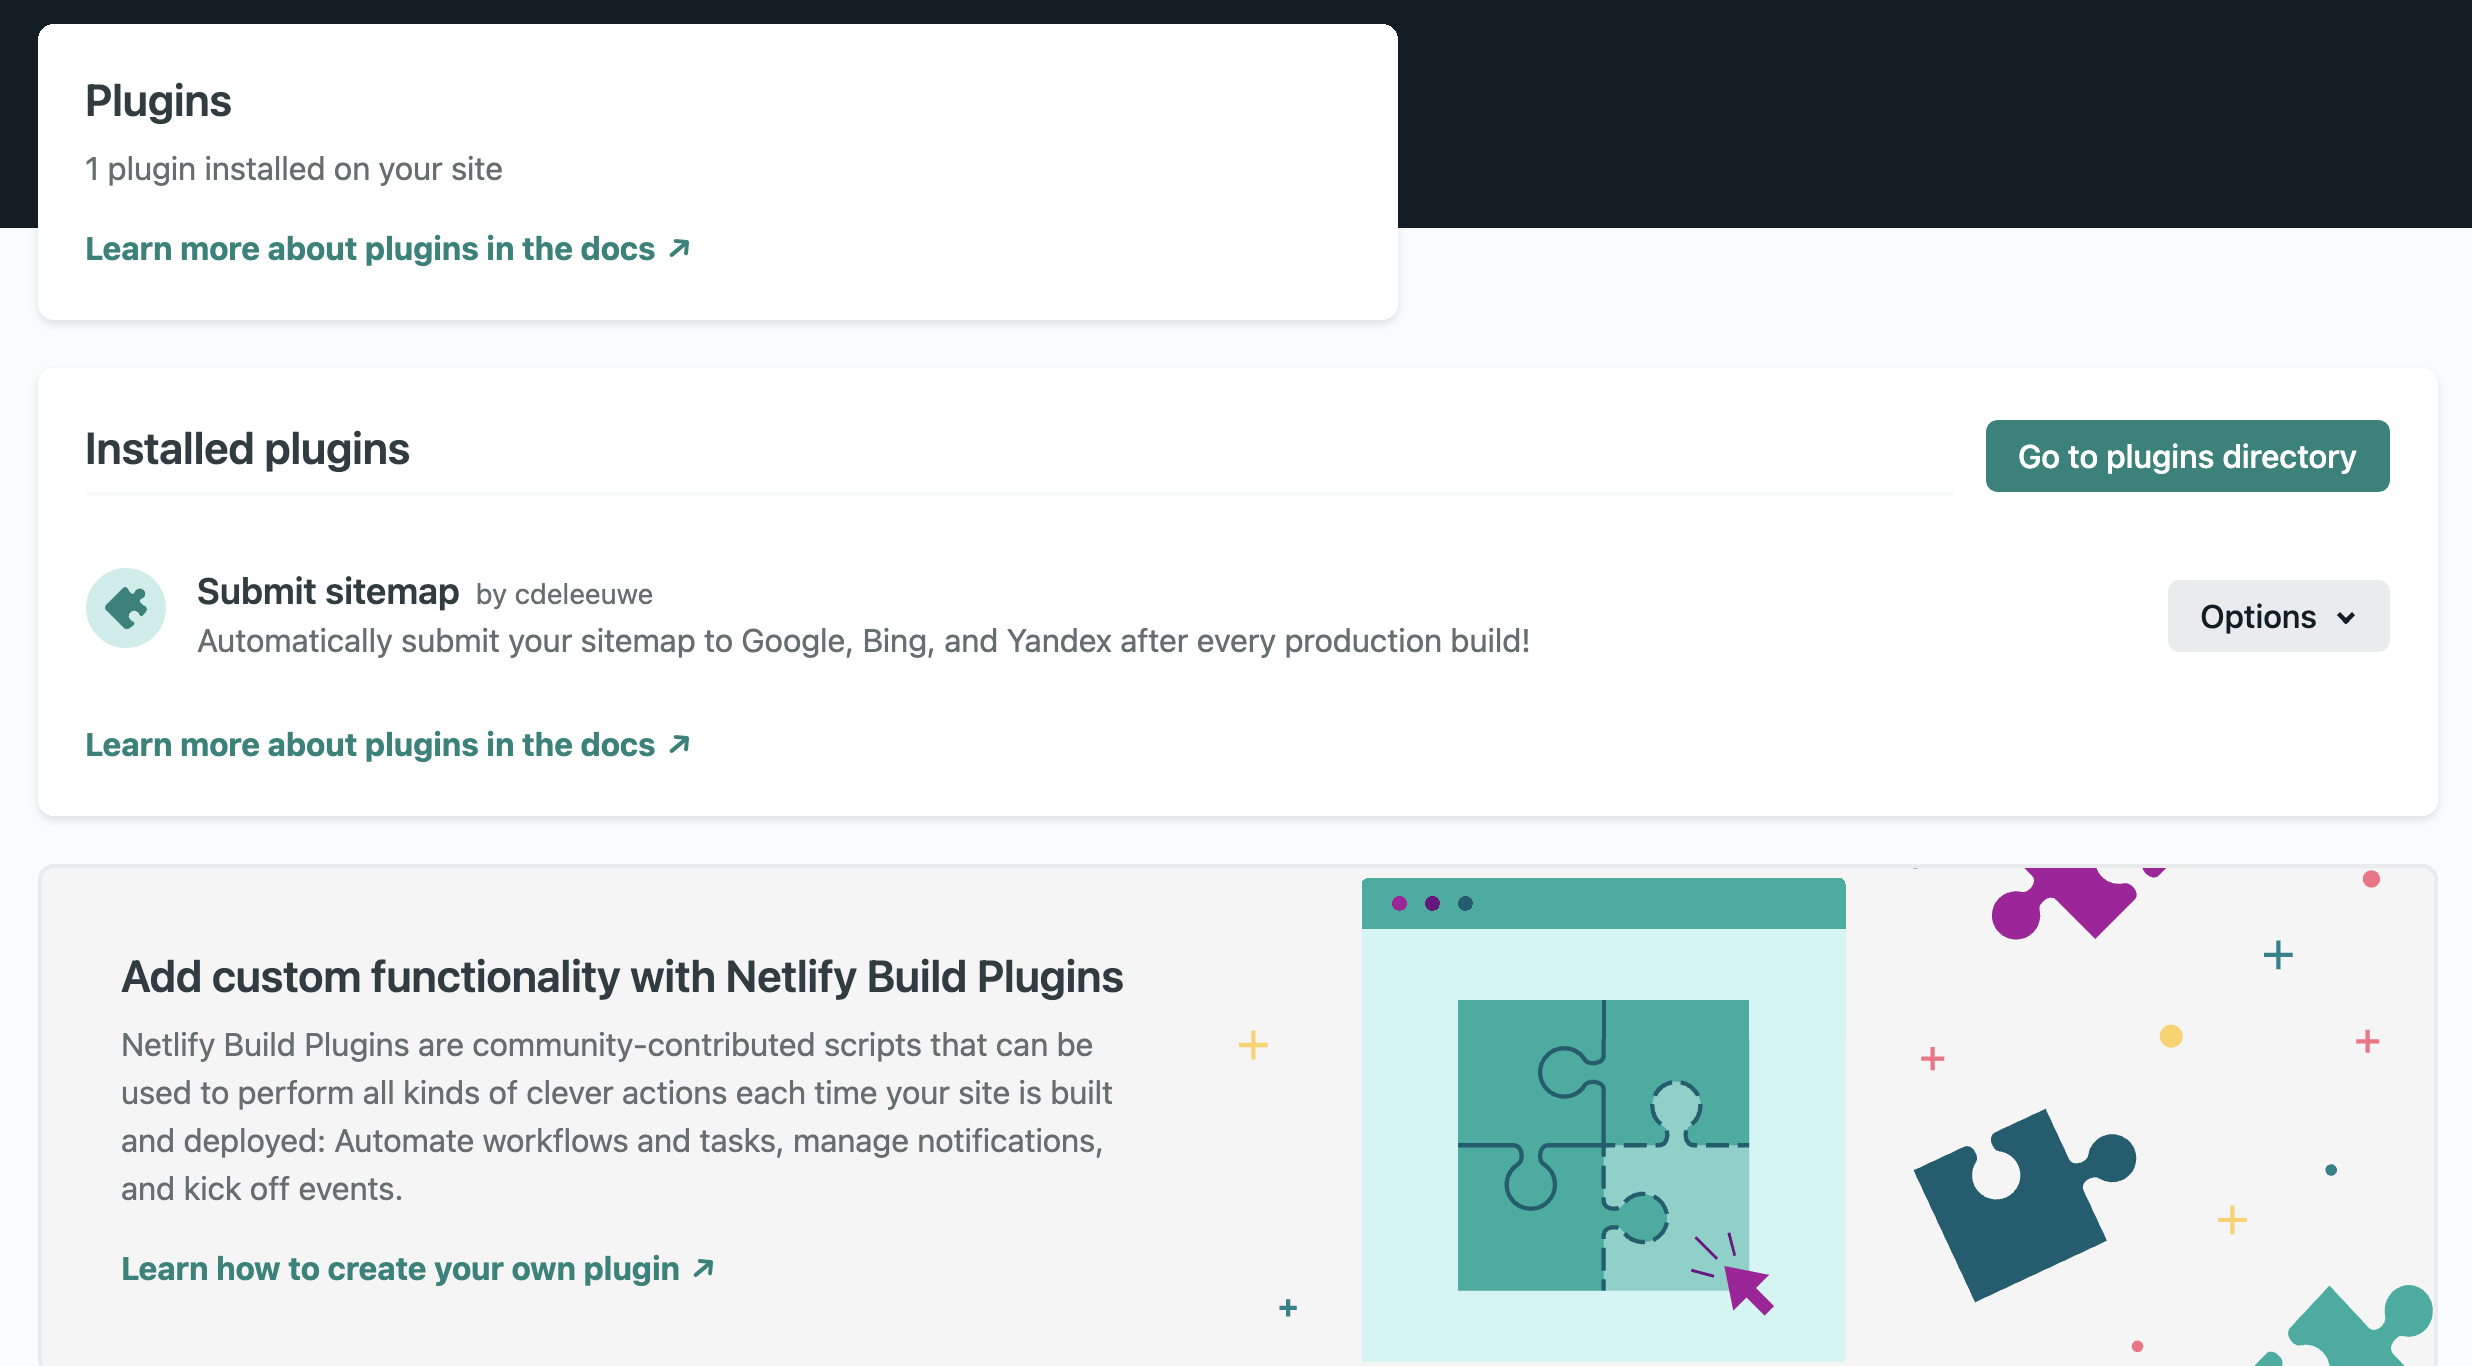 Plugins
1 plugin installed on your site
Learn more about plugins in the docs
Installed plugins
Go to plugins directory
Submit sitemap by cdeleeuwe
Automatically submit your sitemap to Google, Bing, and Yandex after every production build!
Options
Learn more about plugins in the docs
Add custom functionality with Netlify Build Plugins
Netlify Build Plugins are community-contributed scripts that can be
used to perform all kinds of clever actions each time your site is built
and deployed: Automate workflows and tasks, manage notifications,
and kick off events.
Learn how to create your own plugin